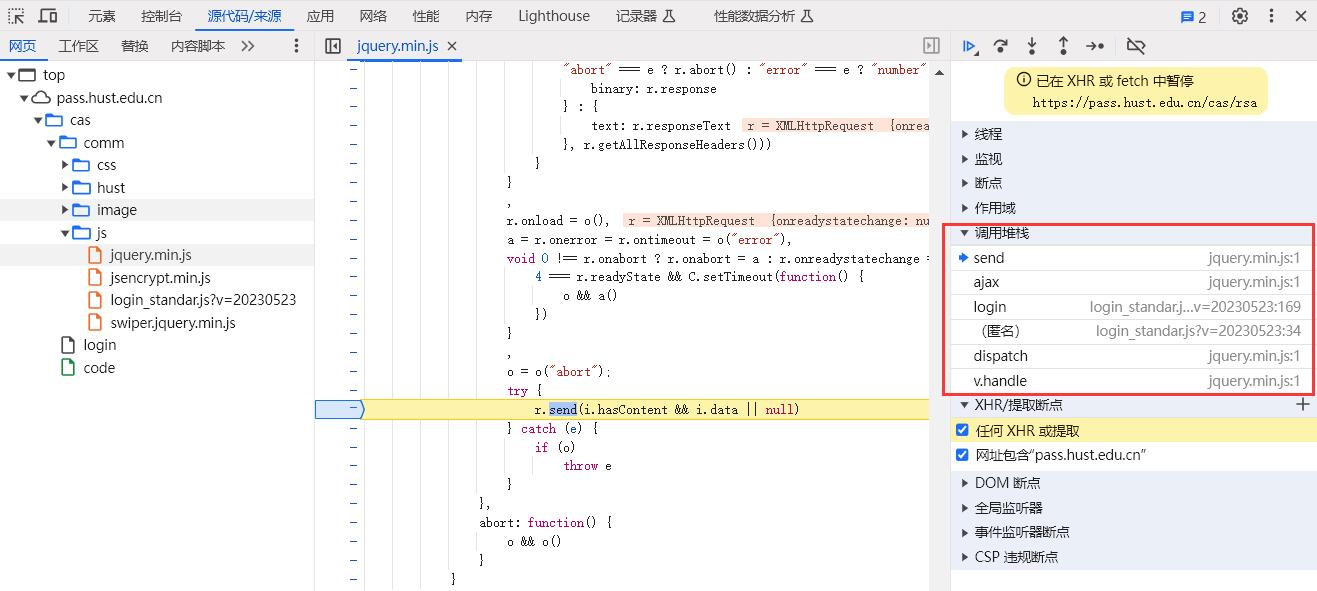 元素 控制台 源代码/来源 应用 网络 性能 内存 Lighthouse 记录器 性能数据分析 2
网页 工作区 替换 内容脚本
top
pass.hust.edu.cn
cas
comm
css
hust
image
js
jquery.min.js
jsencrypt.min.js
login_standar.js?v=20230523
swiper.jquery.min.js
login
code
jquery.min.js
"abort" === e ? r.abort() : "error" === e ? "number"
binary: r.response
} : {
text: r.responseText r = XMLHttpRequest {onrea
}, r.getAllResponseHeaders()))
}
}
,
r.onload = o(), r = XMLHttpRequest {onreadystatechange: nu
a = r.onerror = r.ontimeout = o("error"),
void 0 !== r.onabort ? r.onabort = a : r.onreadystatechange =
4 === r.readyState && C.setTimeout(function() {
o && a()
})
}
,
o = o("abort");
try {
r.send(i.hasContent && i.data || null)
} catch (e) {
if (o)
throw e
}
},
abort: function() {
o && o()
}
}
已在 XHR 或 fetch 中暂停
https://pass.hust.edu.cn/cas/rsa
线程
监视
断点
作用域
调用堆栈
send jquery.min.js:1
ajax jquery.min.js:1
login login_standar.j…v=20230523:169
（匿名） login_standar.js?v=20230523:34
dispatch jquery.min.js:1
v.handle jquery.min.js:1
XHR/提取断点
任何 XHR 或提取
网址包含“pass.hust.edu.cn”
DOM 断点
全局监听器
事件监听器断点
CSP 违规断点